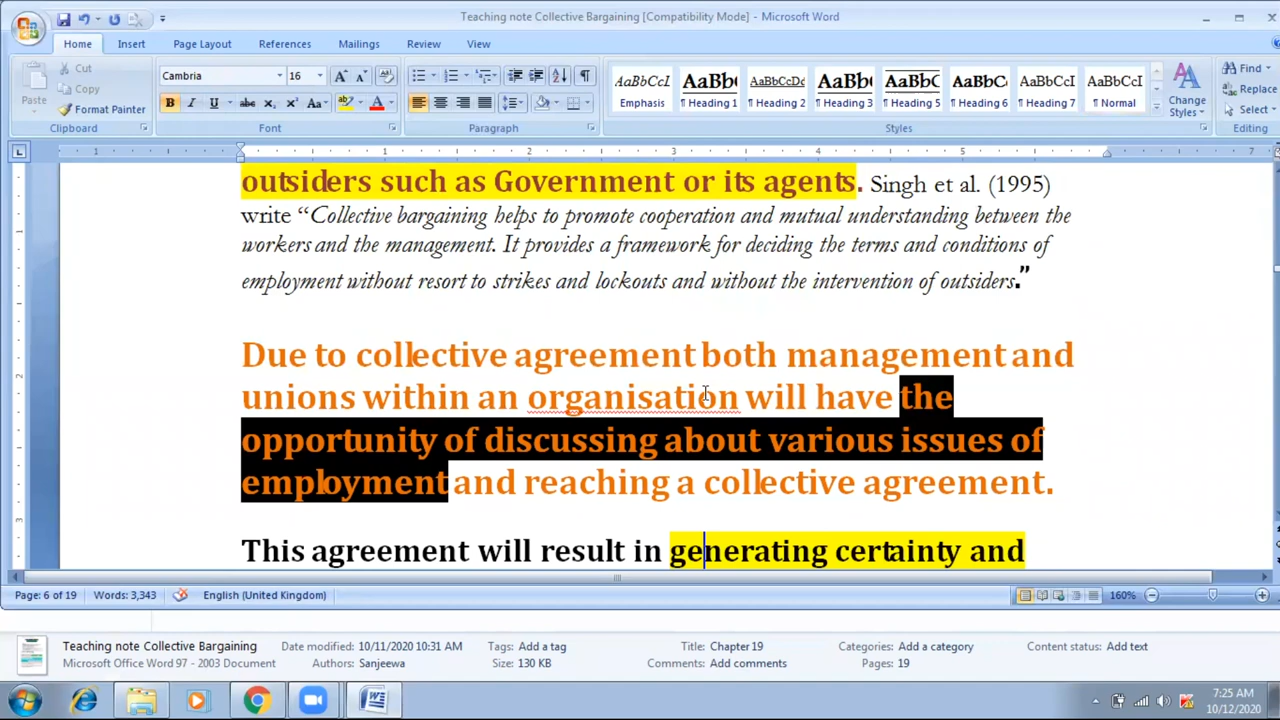 Teaching note Collective Bargaining [Compatibility Mode] - Microsoft Word
Home Insert Page Layout References Mailings Review View
Paste
Cut
Copy
Format Painter
Clipboard
Cambria 16
Font
Paragraph
AaBbCcI AaBb( AaBbCcDd AaBb( AaBbC AaBbC AaBbCcI AaBbCcI
Emphasis ¶ Heading 1 ¶ Heading 2 ¶ Heading 3 ¶ Heading 5 ¶ Heading 6 ¶ Heading 7 ¶ Normal
Change Styles
Styles
Find
Replace
Select
Editing
1 1 2 3 4 5 7
outsiders such as Government or its agents. Singh et al. (1995)
write “Collective bargaining helps to promote cooperation and mutual understanding between the
workers and the management. It provides a framework for deciding the terms and conditions of
employment without resort to strikes and lockouts and without the intervention of outsiders.”
Due to collective agreement both management and
unions within an organisation will have the
opportunity of discussing about various issues of
employment and reaching a collective agreement.
This agreement will result in generating certainty and
Page: 6 of 19 Words: 3,343 English (United Kingdom) 160%
Teaching note Collective Bargaining Date modified: 10/11/2020 10:31 AM Tags: Add a tag Title: Chapter 19 Categories: Add a category Content status: Add text
Microsoft Office Word 97 - 2003 Document Authors: Sanjeewa Size: 130 KB Comments: Add comments Pages: 19
7:25 AM
10/12/2020